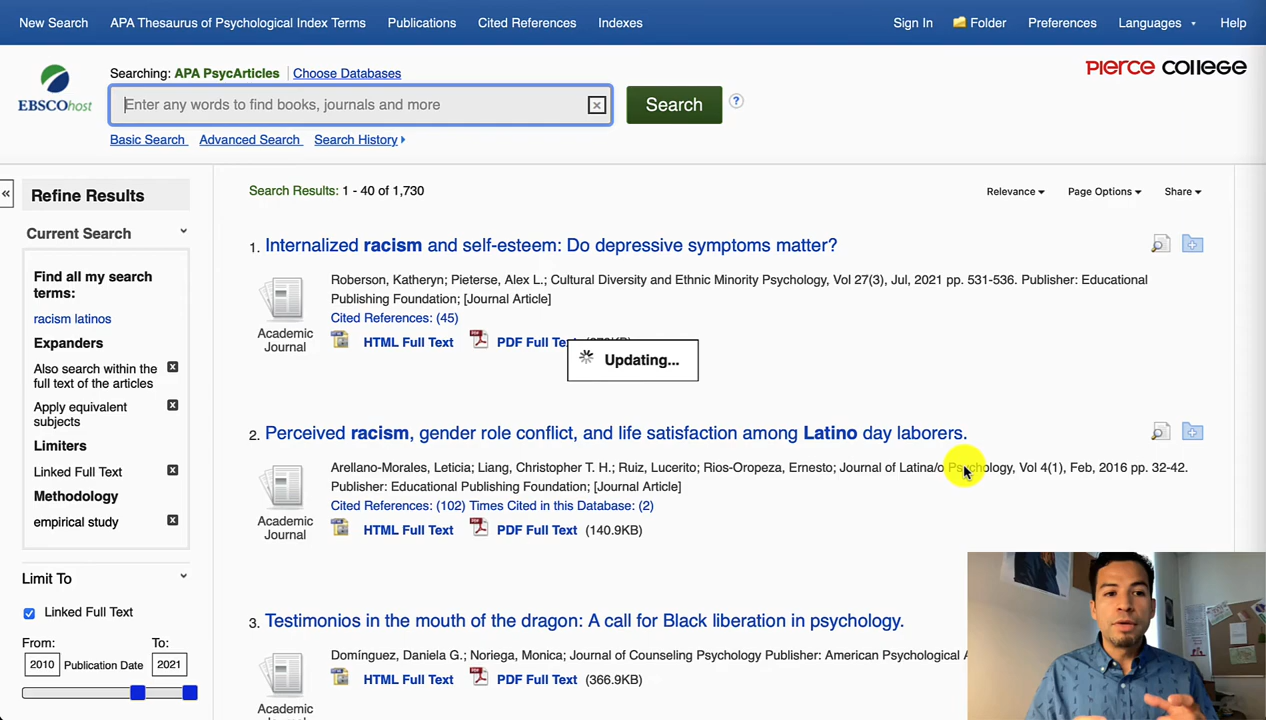 New Search APA Thesaurus of Psychological Index Terms Publications Cited References Indexes Sign In Folder Preferences Languages Help
Searching: APA PsycArticles Choose Databases
PIERCE COLLEGE
EBSCOhost
Enter any words to find books, journals and more
Search
Basic Search Advanced Search Search History
Refine Results
Current Search
Find all my search
terms:
racism latinos
Expanders
Also search within the
full text of the articles
Apply equivalent
subjects
Limiters
Linked Full Text
Methodology
empirical study
Limit To
Linked Full Text
From: To:
2010 Publication Date 2021
Search Results: 1 - 40 of 1,730
Relevance Page Options Share
1. Internalized racism and self-esteem: Do depressive symptoms matter?
Roberson, Katheryn; Pieterse, Alex L.; Cultural Diversity and Ethnic Minority Psychology, Vol 27(3), Jul, 2021 pp. 531-536. Publisher: Educational
Publishing Foundation; [Journal Article]
Cited References: (45)
Academic
Journal
HTML Full Text PDF Full
Updating...
2. Perceived racism, gender role conflict, and life satisfaction among Latino day laborers.
Arellano-Morales, Leticia; Liang, Christopher T. H.; Ruiz, Lucerito; Rios-Oropeza, Ernesto; Journal of Latina/o Psychology, Vol 4(1), Feb, 2016 pp. 32-42.
Publisher: Educational Publishing Foundation; [Journal Article]
Cited References: (102) Times Cited in this Database: (2)
Academic
Journal
HTML Full Text PDF Full Text (140.9KB)
3. Testimonios in the mouth of the dragon: A call for Black liberation in psychology.
Domínguez, Daniela G.; Noriega, Monica; Journal of Counseling Psychology Publisher: American Psychological
HTML Full Text PDF Full Text (366.9KB)
Academic
Journal